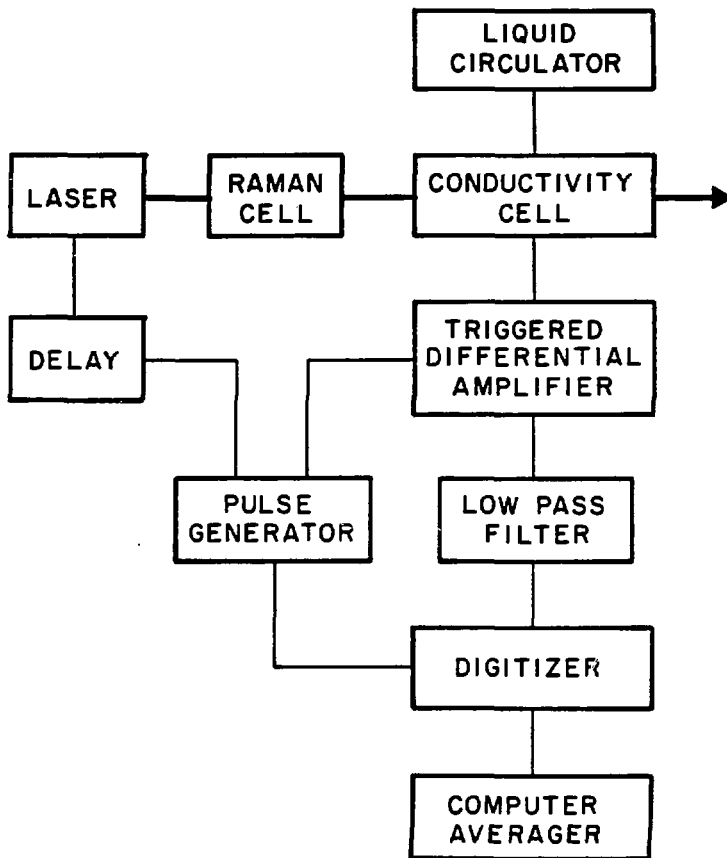 LIQUID
CIRCULATOR
LASER
RAMAN
CELL
CONDUCTIVITY
CELL
DELAY
TRIGGERED
DIFFERENTIAL
AMPLIFIER
PULSE
GENERATOR
LOW PASS
FILTER
DIGITIZER
COMPUTER
AVERAGER